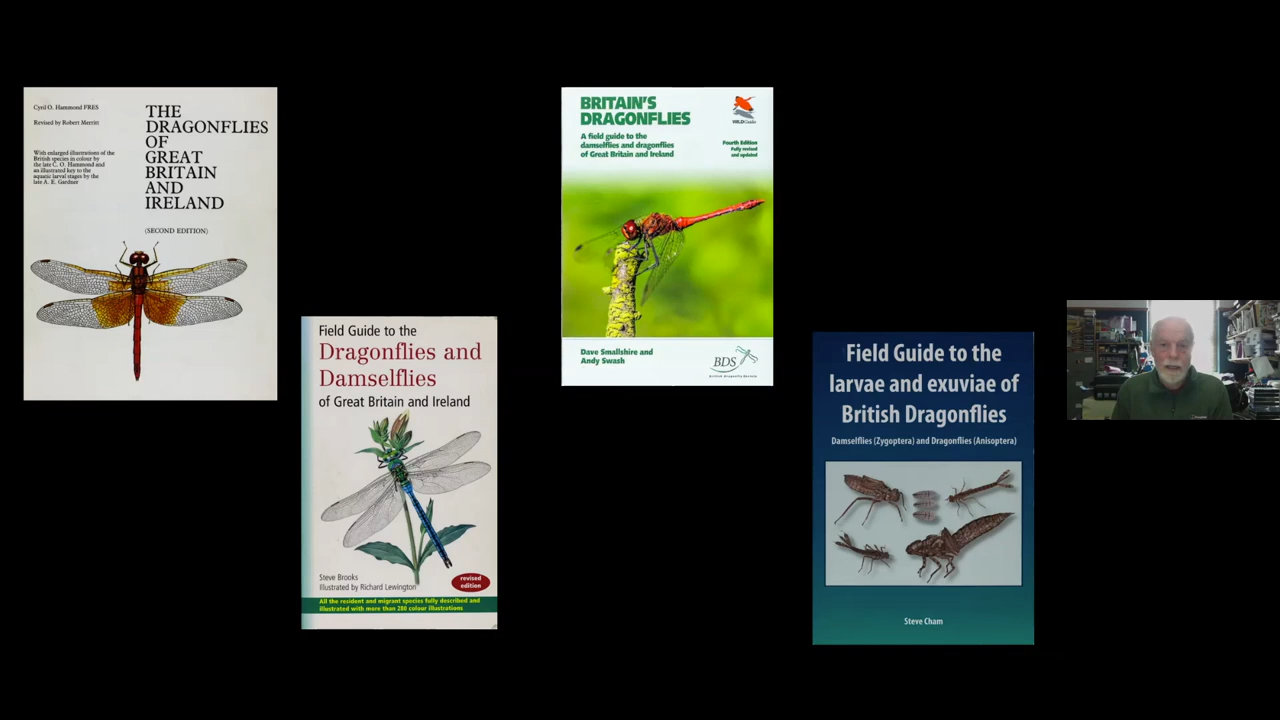 Cyril O. Hammond FRES
Revised by Robert Merritt
With enlarged illustrations of the
British species in colour by
the late C. O. Hammond and
an illustrated key to the
aquatic larval stages by the
late A. E. Gardner
THE
DRAGONFLIES
OF
GREAT
BRITAIN
AND
IRELAND
(SECOND EDITION)
Field Guide to the
Dragonflies and
Damselflies
of Great Britain and Ireland
Steve Brooks
Illustrated by Richard Lewington
revised
edition
All the resident and migrant species fully described and
illustrated with more than 280 colour illustrations
BRITAIN'S
DRAGONFLIES
A field guide to the
damselflies and dragonflies
of Great Britain and Ireland
WILDGuides
Fourth Edition
Fully revised
and updated
Dave Smallshire and
Andy Swash
BDS
British Dragonfly Society
Field Guide to the
larvae and exuviae of
British Dragonflies
Damselflies (Zygoptera) and Dragonflies (Anisoptera)
Steve Cham